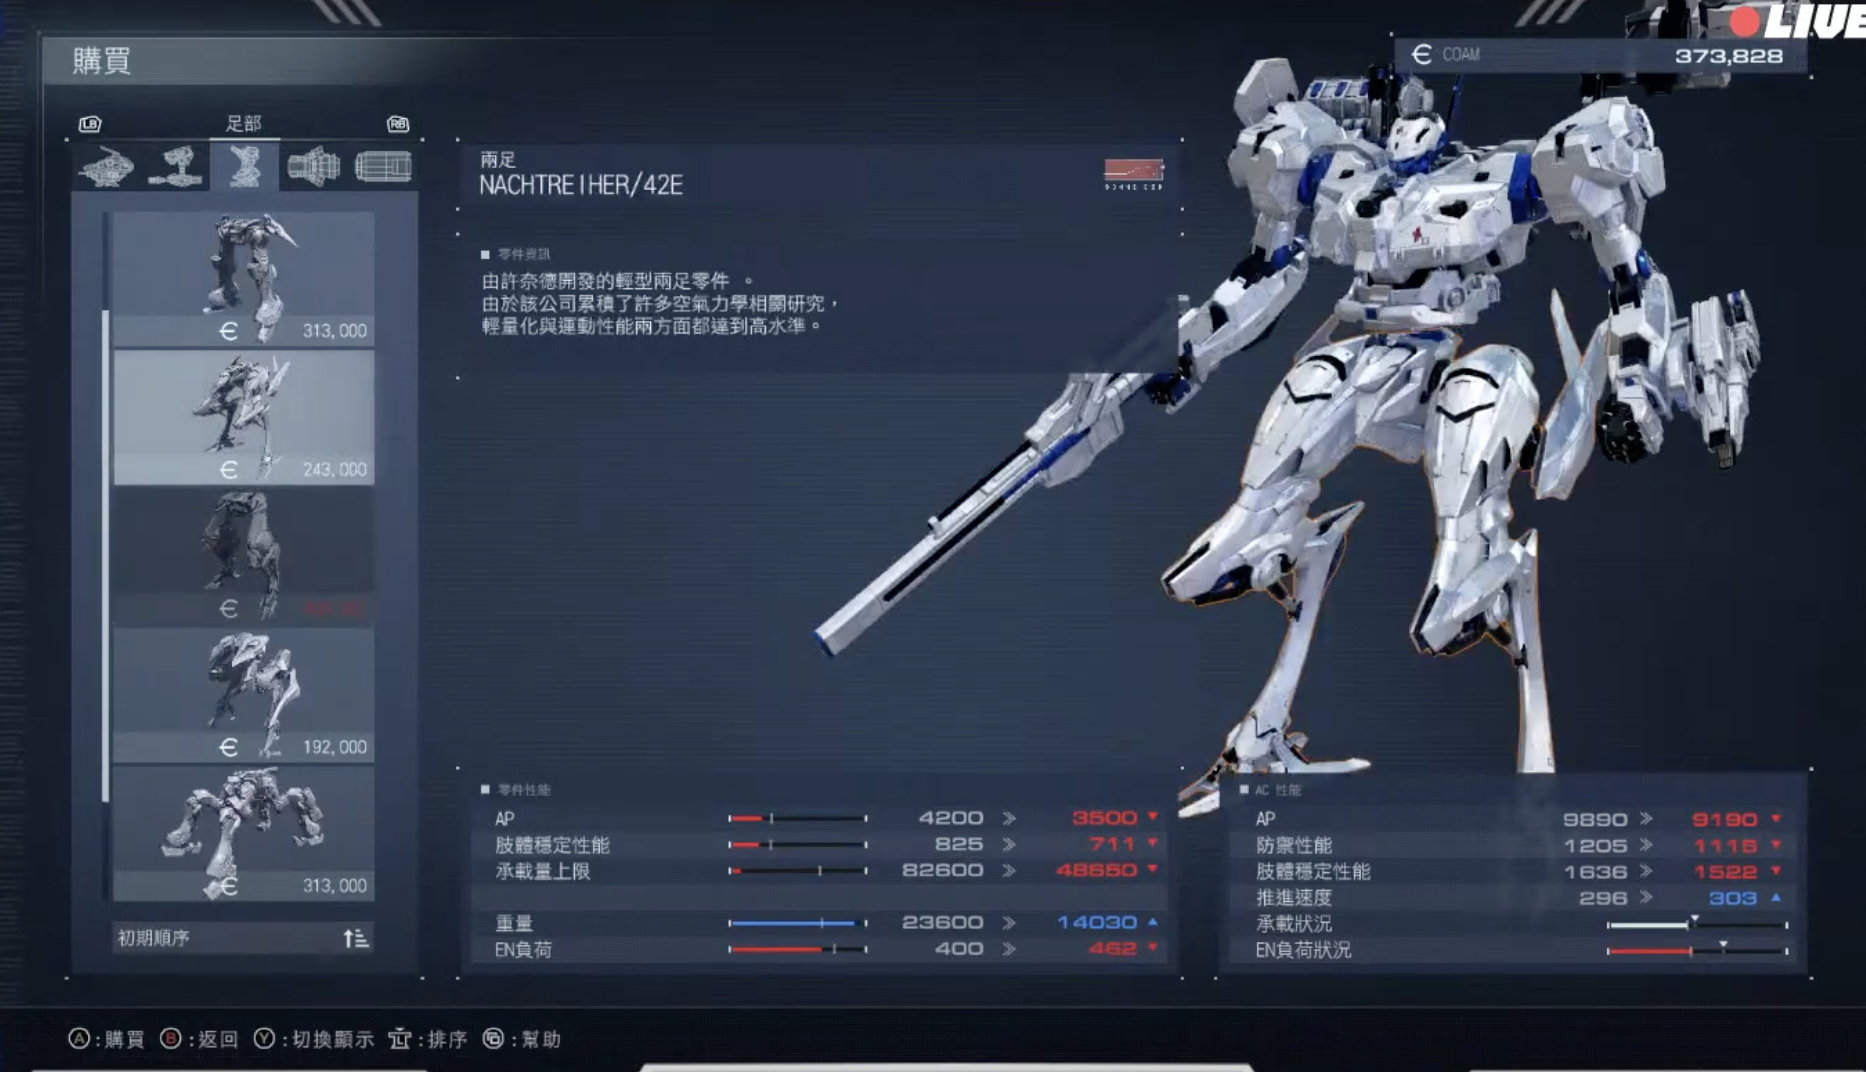 LIVE
購買
€ COAM 373,828
LB 足部 RB
兩足
NACHTREIHER/42E
零件資訊
由許奈德開發的輕型兩足零件 。
由於該公司累積了許多空氣力學相關研究，
輕量化與運動性能兩方面都達到高水準。
€ 313,000
€ 243,000
€
€ 192,000
€ 313,000
初期順序
零件性能
AP 4200 3500
肢體穩定性能 825 711
承載量上限 82600 48650
重量 23600 14030
EN負荷 400 462
AC 性能
AP 9890 9190
防禦性能 1205 1115
肢體穩定性能 1636 1522
推進速度 296 303
承載狀況
EN負荷狀況
A:購買 B:返回 Y:切換顯示 :排序 :幫助